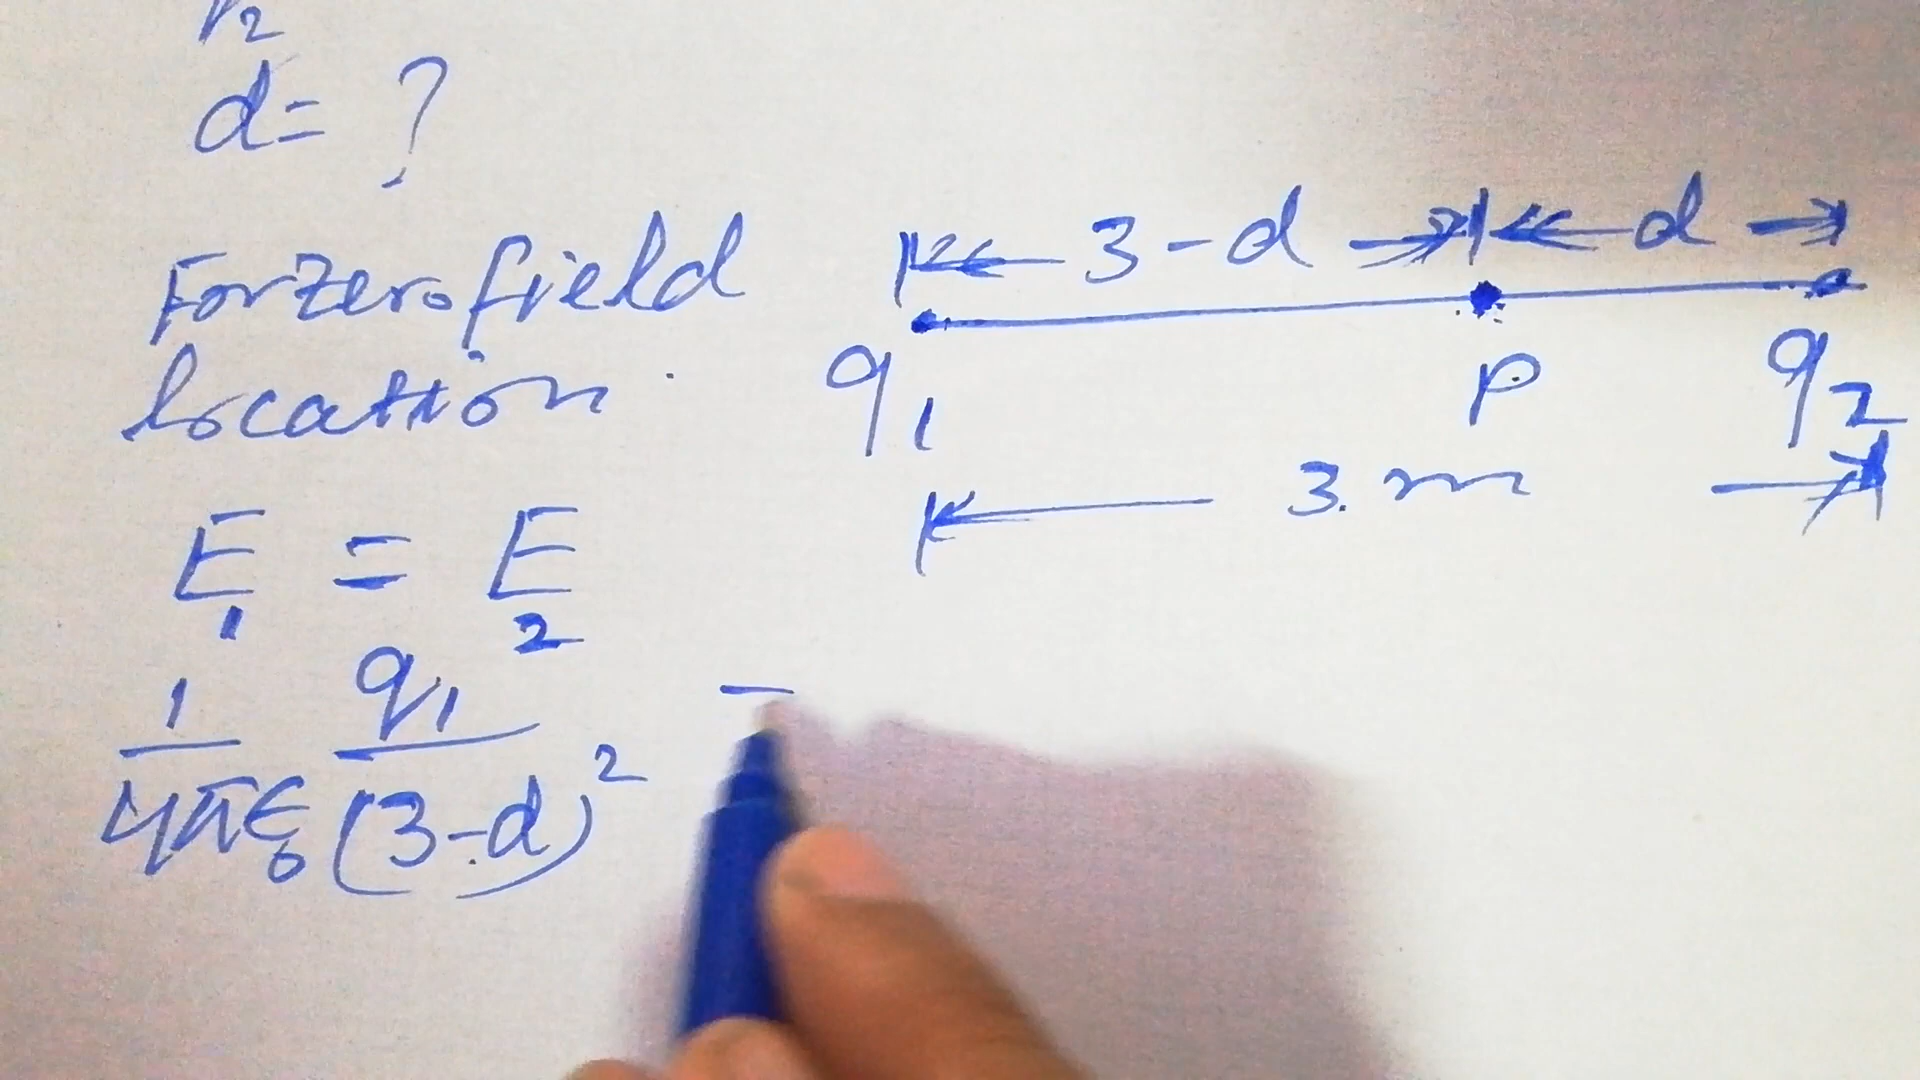 d = ?
For zero field
location
3 - d
d
q1
P
q2
3 m
E1 = E2
1/4πϵ0 q1/(3-d)² -